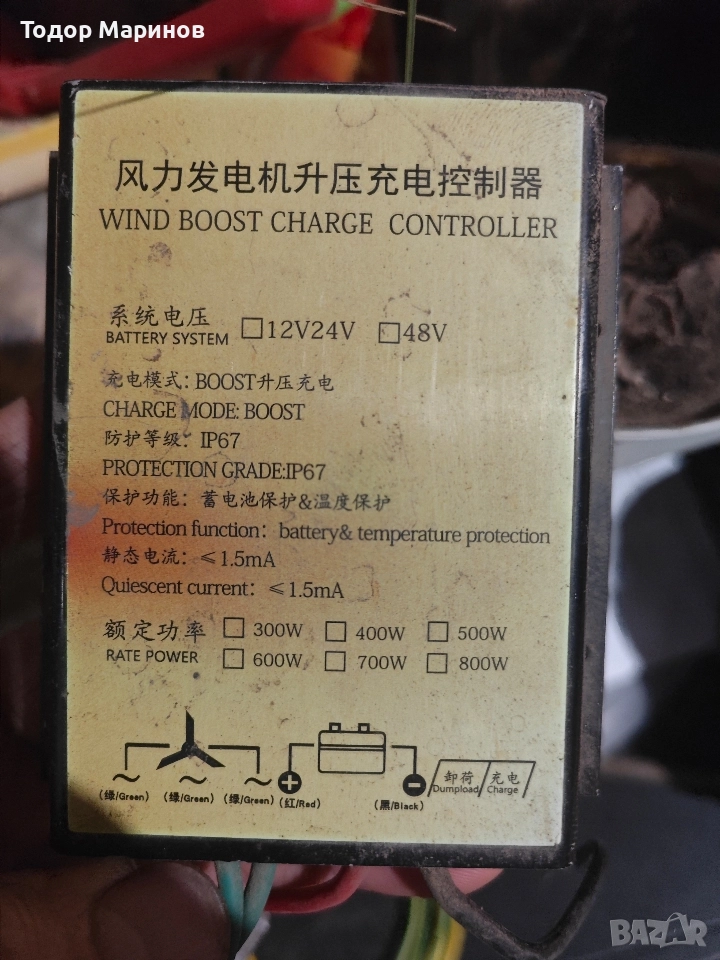 Тодор Маринов
风力发电机升压充电控制器
WIND BOOST CHARGE CONTROLLER
系统电压
BATTERY SYSTEM □12V24V □48V
充电模式: BOOST升压充电
CHARGE MODE: BOOST
防护等级: IP67
PROTECTION GRADE:IP67
保护功能: 蓄电池保护&温度保护
Protection function: battery& temperature protection
静态电流: ≤1.5mA
Quiescent current: ≤1.5mA
额定功率 □ 300W □ 400W □ 500W
RATE POWER □ 600W □ 700W □ 800W
卸荷 充电
Dumpload Charge
(绿/Green) (绿/Green) (绿/Green) (红/Red) (黑/Black)
BAZAR